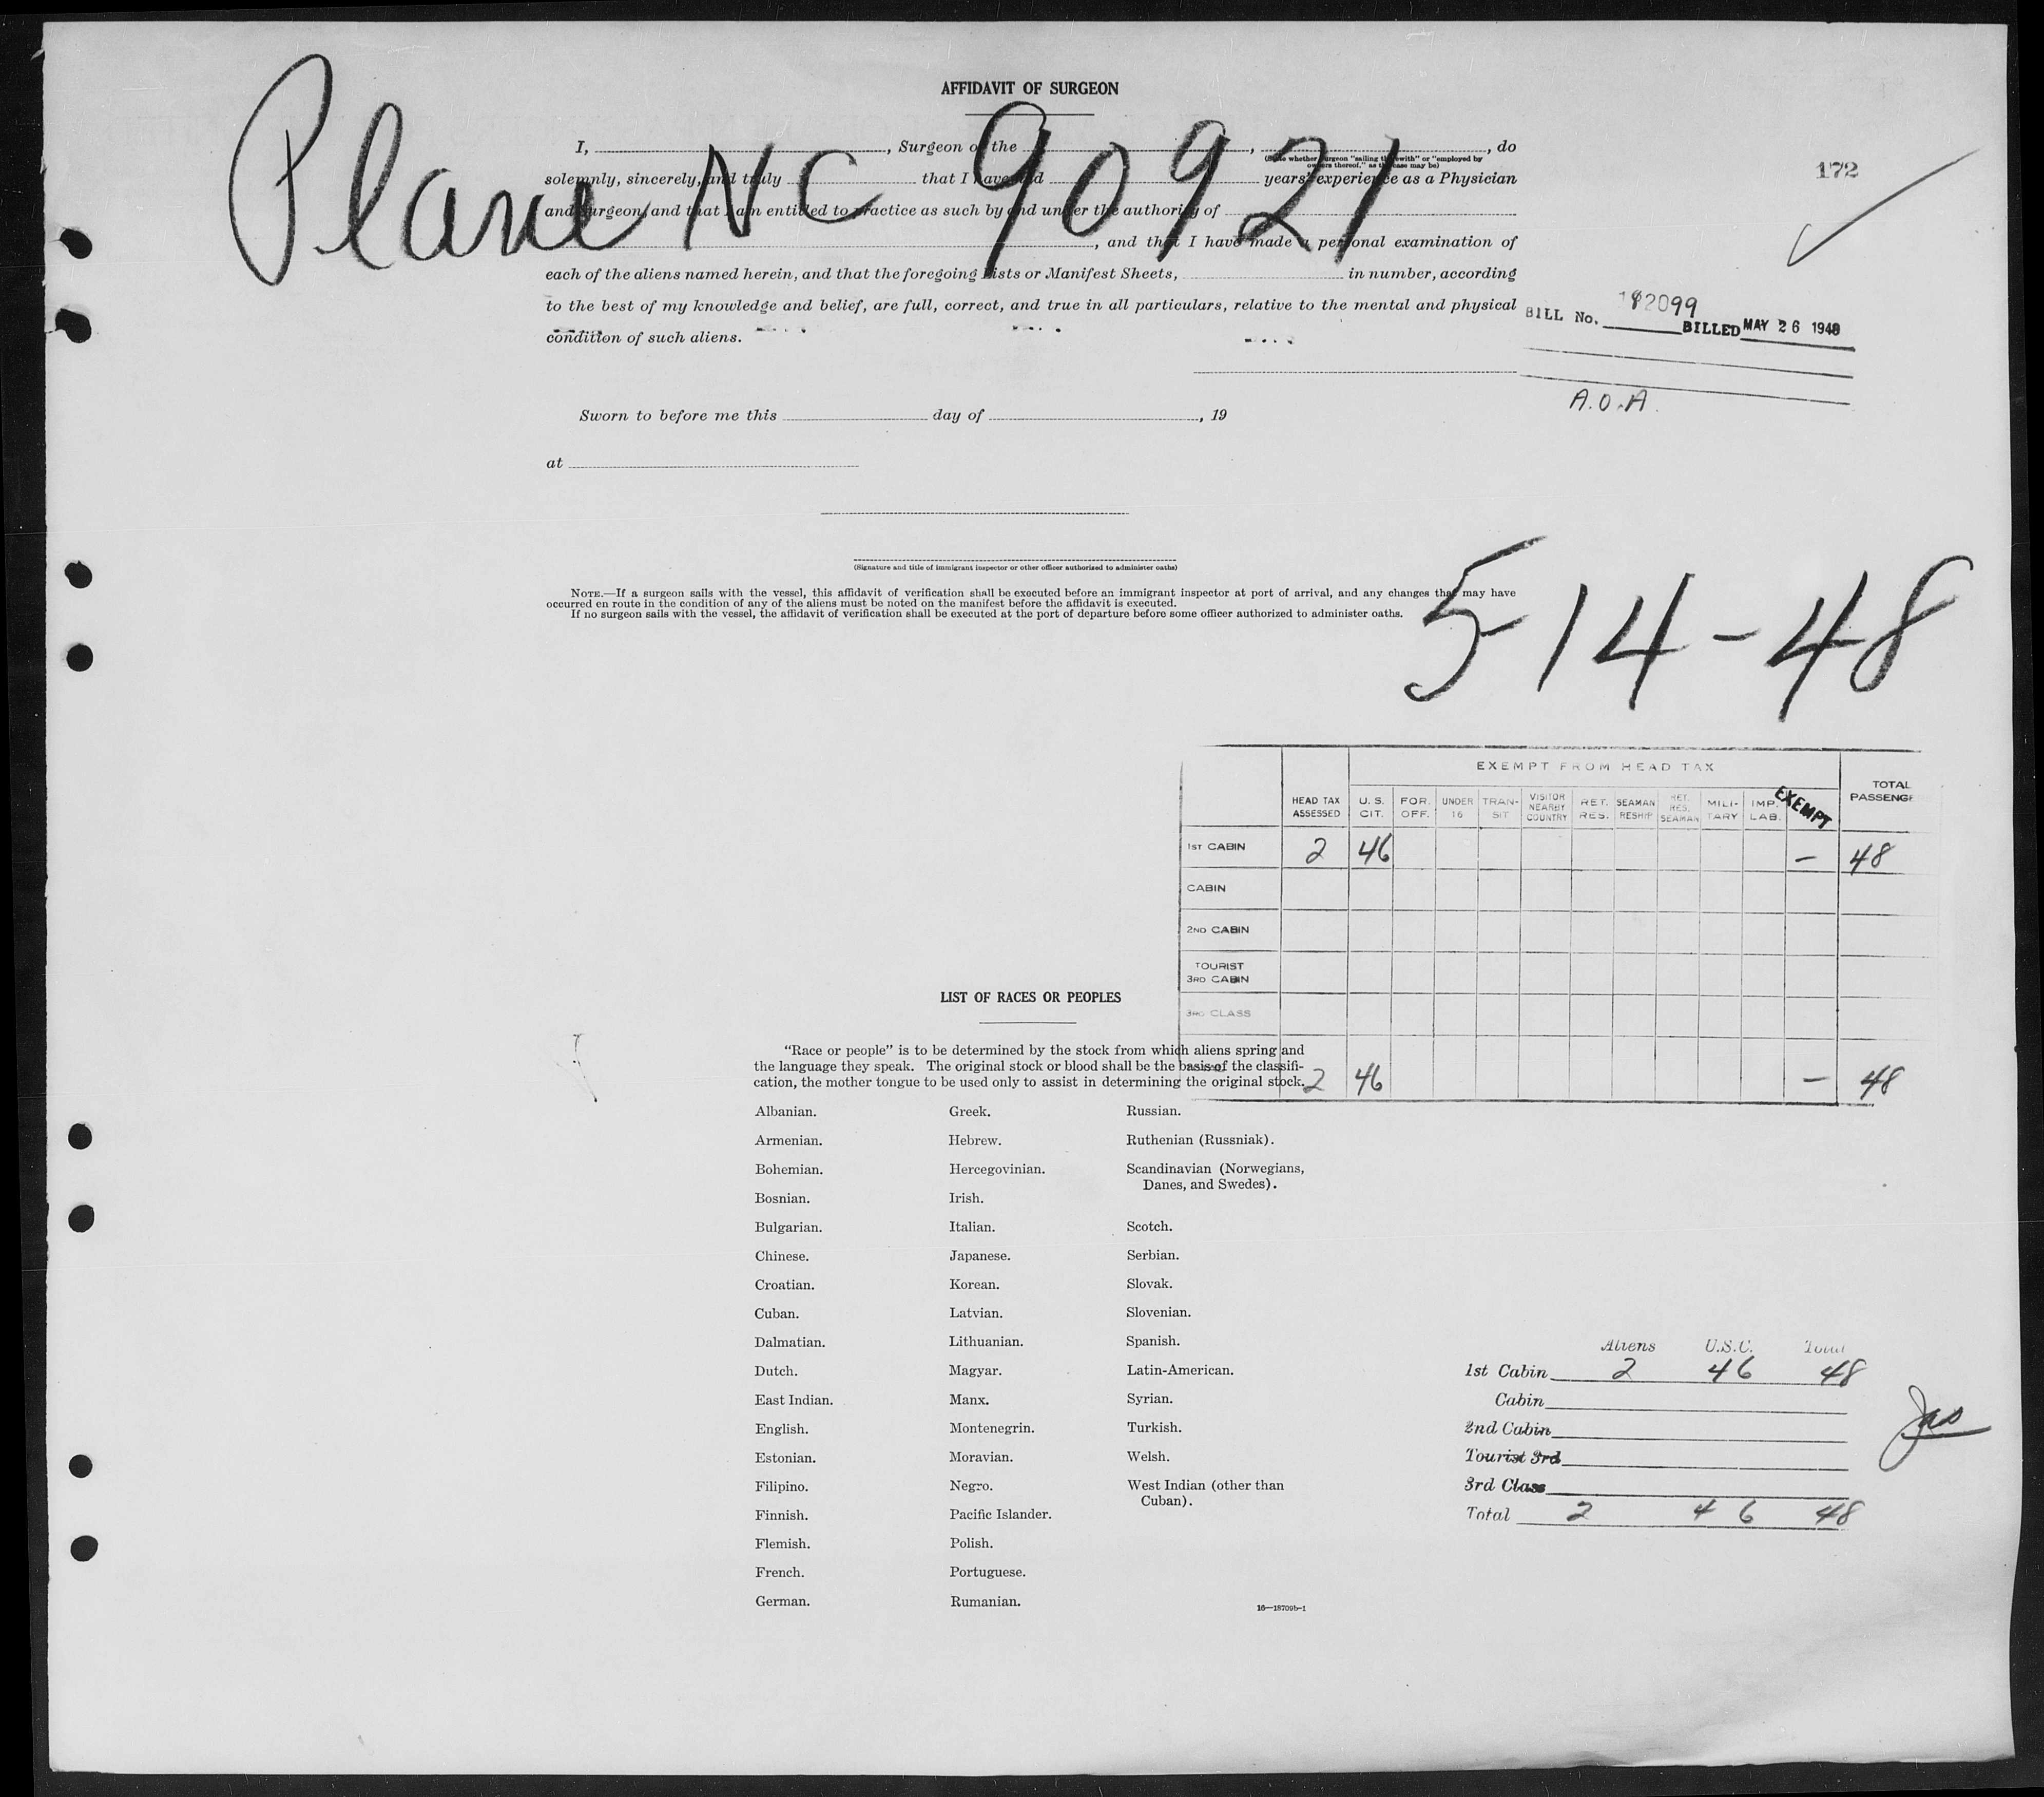 AFFIDAVIT OF SURGEON
Plane NC 90921
I, , Surgeon of the , , do
(State whether surgeon "sailing therewith" or "employed by
owners thereof," as the case may be)
172
solemnly, sincerely, and truly that I have had years' experience as a Physician
and Surgeon, and that I am entitled to practice as such by and under the authority of
, and that I have made a personal examination of
each of the aliens named herein, and that the foregoing Lists or Manifest Sheets, in number, according
to the best of my knowledge and belief, are full, correct, and true in all particulars, relative to the mental and physical
condition of such aliens.
BILL No. 182099 BILLED MAY 26 1948
A.O.A.
Sworn to before me this day of , 19
at
(Signature and title of immigrant inspector or other officer authorized to administer oaths)
NOTE.—If a surgeon sails with the vessel, this affidavit of verification shall be executed before an immigrant inspector at port of arrival, and any changes that may have
occurred en route in the condition of any of the aliens must be noted on the manifest before the affidavit is executed.
If no surgeon sails with the vessel, the affidavit of verification shall be executed at the port of departure before some officer authorized to administer oaths.
5-14-48
EXEMPT FROM HEAD TAX
HEAD TAX ASSESSED U. S. CIT. FOR. OFF. UNDER 16 TRAN-SIT VISITOR NEARBY COUNTRY RET. RES. SEAMAN RESHIP RET. RES. SEAMAN MILI-TARY IMP. LAB. EXEMPT TOTAL PASSENGE
1ST CABIN 2 46 — 48
CABIN
2ND CABIN
TOURIST
3RD CABIN
3RD CLASS
2 46 — 48
LIST OF RACES OR PEOPLES
"Race or people" is to be determined by the stock from which aliens spring and
the language they speak. The original stock or blood shall be the basis of the classifi-
cation, the mother tongue to be used only to assist in determining the original stock.
Albanian.
Armenian.
Bohemian.
Bosnian.
Bulgarian.
Chinese.
Croatian.
Cuban.
Dalmatian.
Dutch.
East Indian.
English.
Estonian.
Filipino.
Finnish.
Flemish.
French.
German.
Greek.
Hebrew.
Hercegovinian.
Irish.
Italian.
Japanese.
Korean.
Latvian.
Lithuanian.
Magyar.
Manx.
Montenegrin.
Moravian.
Negro.
Pacific Islander.
Polish.
Portuguese.
Rumanian.
Russian.
Ruthenian (Russniak).
Scandinavian (Norwegians,
Danes, and Swedes).
Scotch.
Serbian.
Slovak.
Slovenian.
Spanish.
Latin-American.
Syrian.
Turkish.
Welsh.
West Indian (other than
Cuban).
16—18709b-1
Aliens U.S.C. Total
1st Cabin 2 46 48
Cabin
2nd Cabin
Tourist 3rd
3rd Class
Total 2 46 48